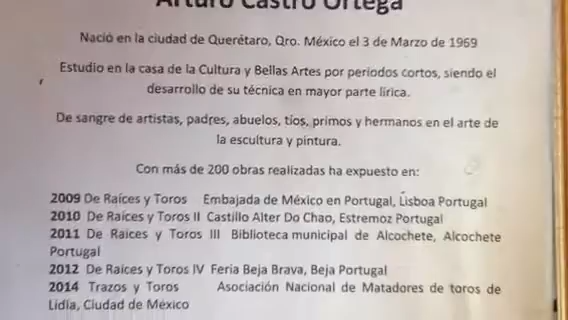 Arturo Castro Ortega
Nació en la ciudad de Querétaro, Qro. México el 3 de Marzo de 1969
Estudio en la casa de la Cultura y Bellas Artes por periodos cortos, siendo el
desarrollo de su técnica en mayor parte lírica.
De sangre de artistas, padres, abuelos, tíos, primos y hermanos en el arte de
la escultura y pintura.
Con más de 200 obras realizadas ha expuesto en:
2009 De Raíces y Toros Embajada de México en Portugal, Lisboa Portugal
2010 De Raíces y Toros II Castillo Alter Do Chao, Estremoz Portugal
2011 De Raíces y Toros III Biblioteca municipal de Alcochete, Alcochete
Portugal
2012 De Raíces y Toros IV Feria Beja Brava, Beja Portugal
2014 Trazos y Toros Asociación Nacional de Matadores de toros de
Lidia, Ciudad de México